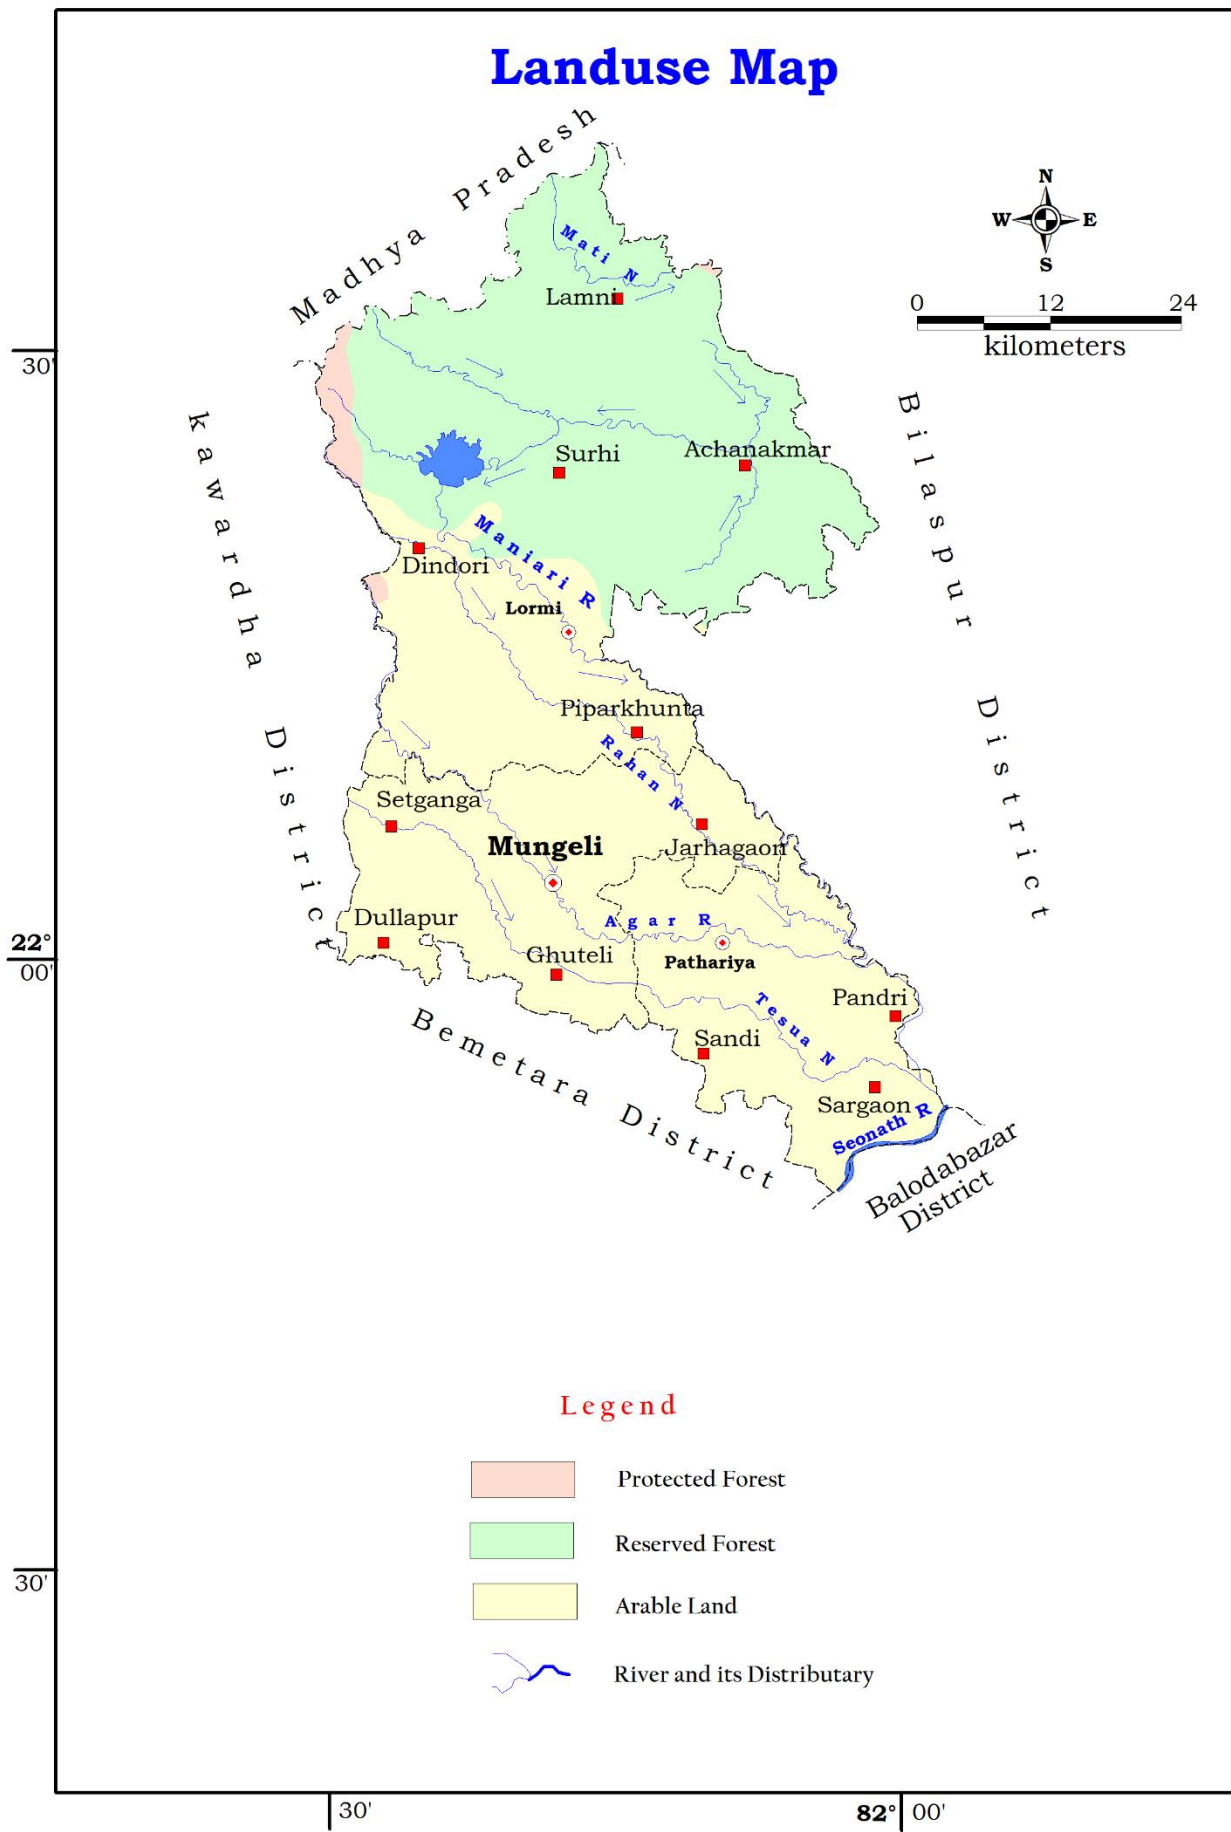 Landuse Map
Madhya Pradesh
N
W
E
S
0 12 24
kilometers
Mati N
Lamni
30'
kawardha District
Bilaspur District
Surhi
Achanakmar
Maniari R
Dindori
Lormi
Piparkhunta
Rahan N
Setganga
Mungeli
Jarhagaon
Dullapur
Agar R
22°
00'
Ghuteli
Pathariya
Pandri
Tesua N
Bemetara District
Sandi
Sargaon
Seonath R
Balodabazar
District
Legend
Protected Forest
Reserved Forest
30'
Arable Land
River and its Distributary
30'
82° 00'